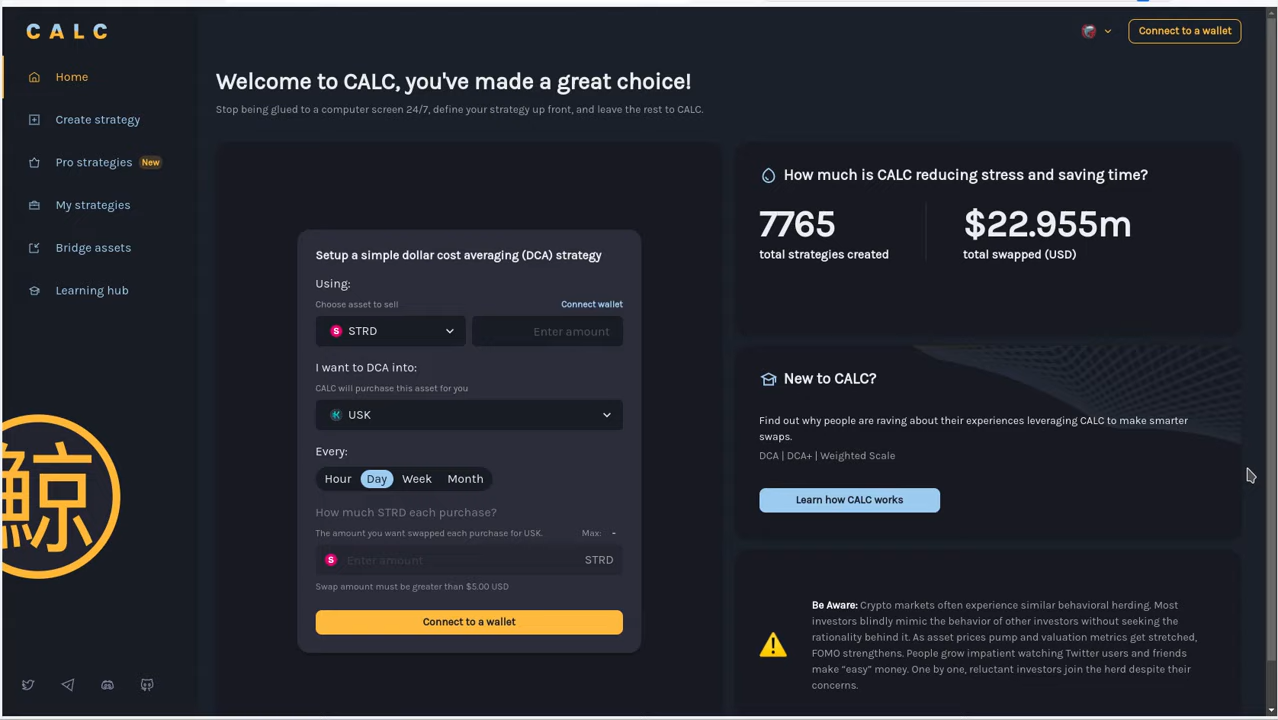 CALC
Connect to a wallet
Home
Create strategy
Pro strategies New
My strategies
Bridge assets
Learning hub
鯨
Welcome to CALC, you've made a great choice!
Stop being glued to a computer screen 24/7, define your strategy up front, and leave the rest to CALC.
Setup a simple dollar cost averaging (DCA) strategy
Using:
Choose asset to sell Connect wallet
STRD Enter amount
I want to DCA into:
CALC will purchase this asset for you
USK
Every:
Hour Day Week Month
How much STRD each purchase?
The amount you want swapped each purchase for USK. Max: -
Enter amount STRD
Swap amount must be greater than $5.00 USD
Connect to a wallet
How much is CALC reducing stress and saving time?
7765 $22.955m
total strategies created total swapped (USD)
New to CALC?
Find out why people are raving about their experiences leveraging CALC to make smarter
swaps.
DCA | DCA+ | Weighted Scale
Learn how CALC works
Be Aware: Crypto markets often experience similar behavioral herding. Most
investors blindly mimic the behavior of other investors without seeking the
rationality behind it. As asset prices pump and valuation metrics get stretched,
FOMO strengthens. People grow impatient watching Twitter users and friends
make “easy” money. One by one, reluctant investors join the herd despite their
concerns.